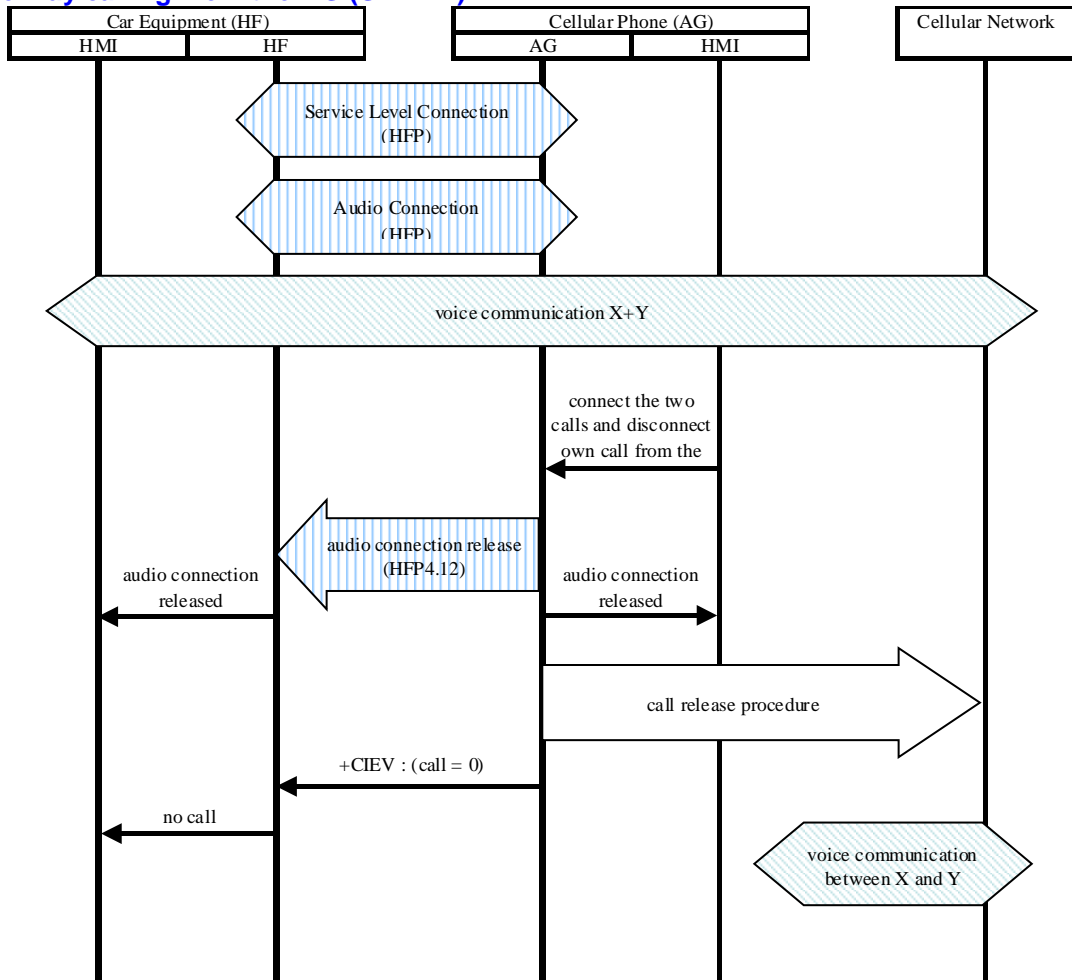 Car Equipment (HF)
Cellular Phone (AG)
Cellular Network
HMI
HF
AG
HMI
Service Level Connection
(HFP)
Audio Connection
(HFP)
voice communication X+Y
connect the two
calls and disconnect
own call from the
audio connection release
(HFP4.12)
audio connection
released
audio connection
released
call release procedure
+CIEV : (call = 0)
no call
voice communication
between X and Y